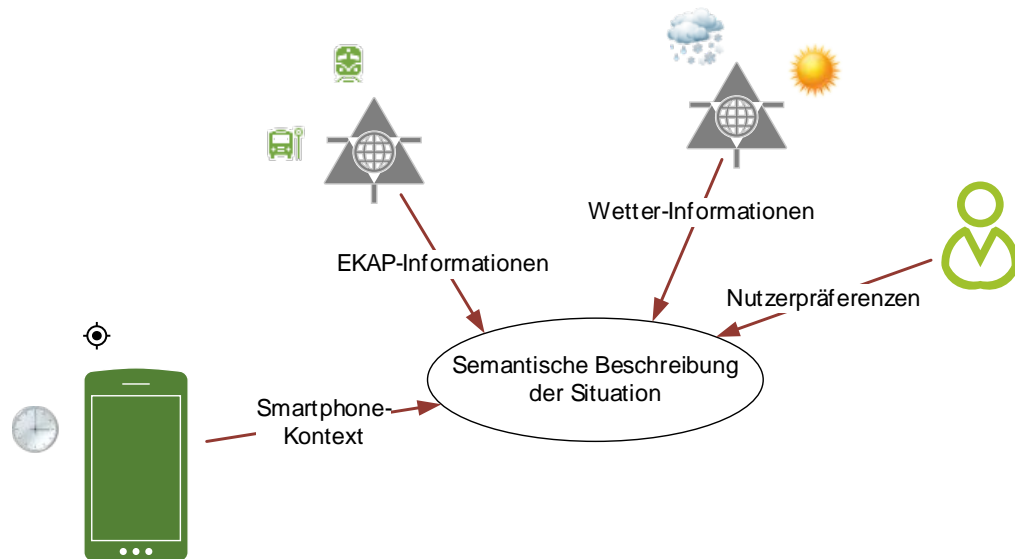 Wetter-Informationen
EKAP-Informationen
Nutzerpräferenzen
Semantische Beschreibung
der Situation
Smartphone-
Kontext